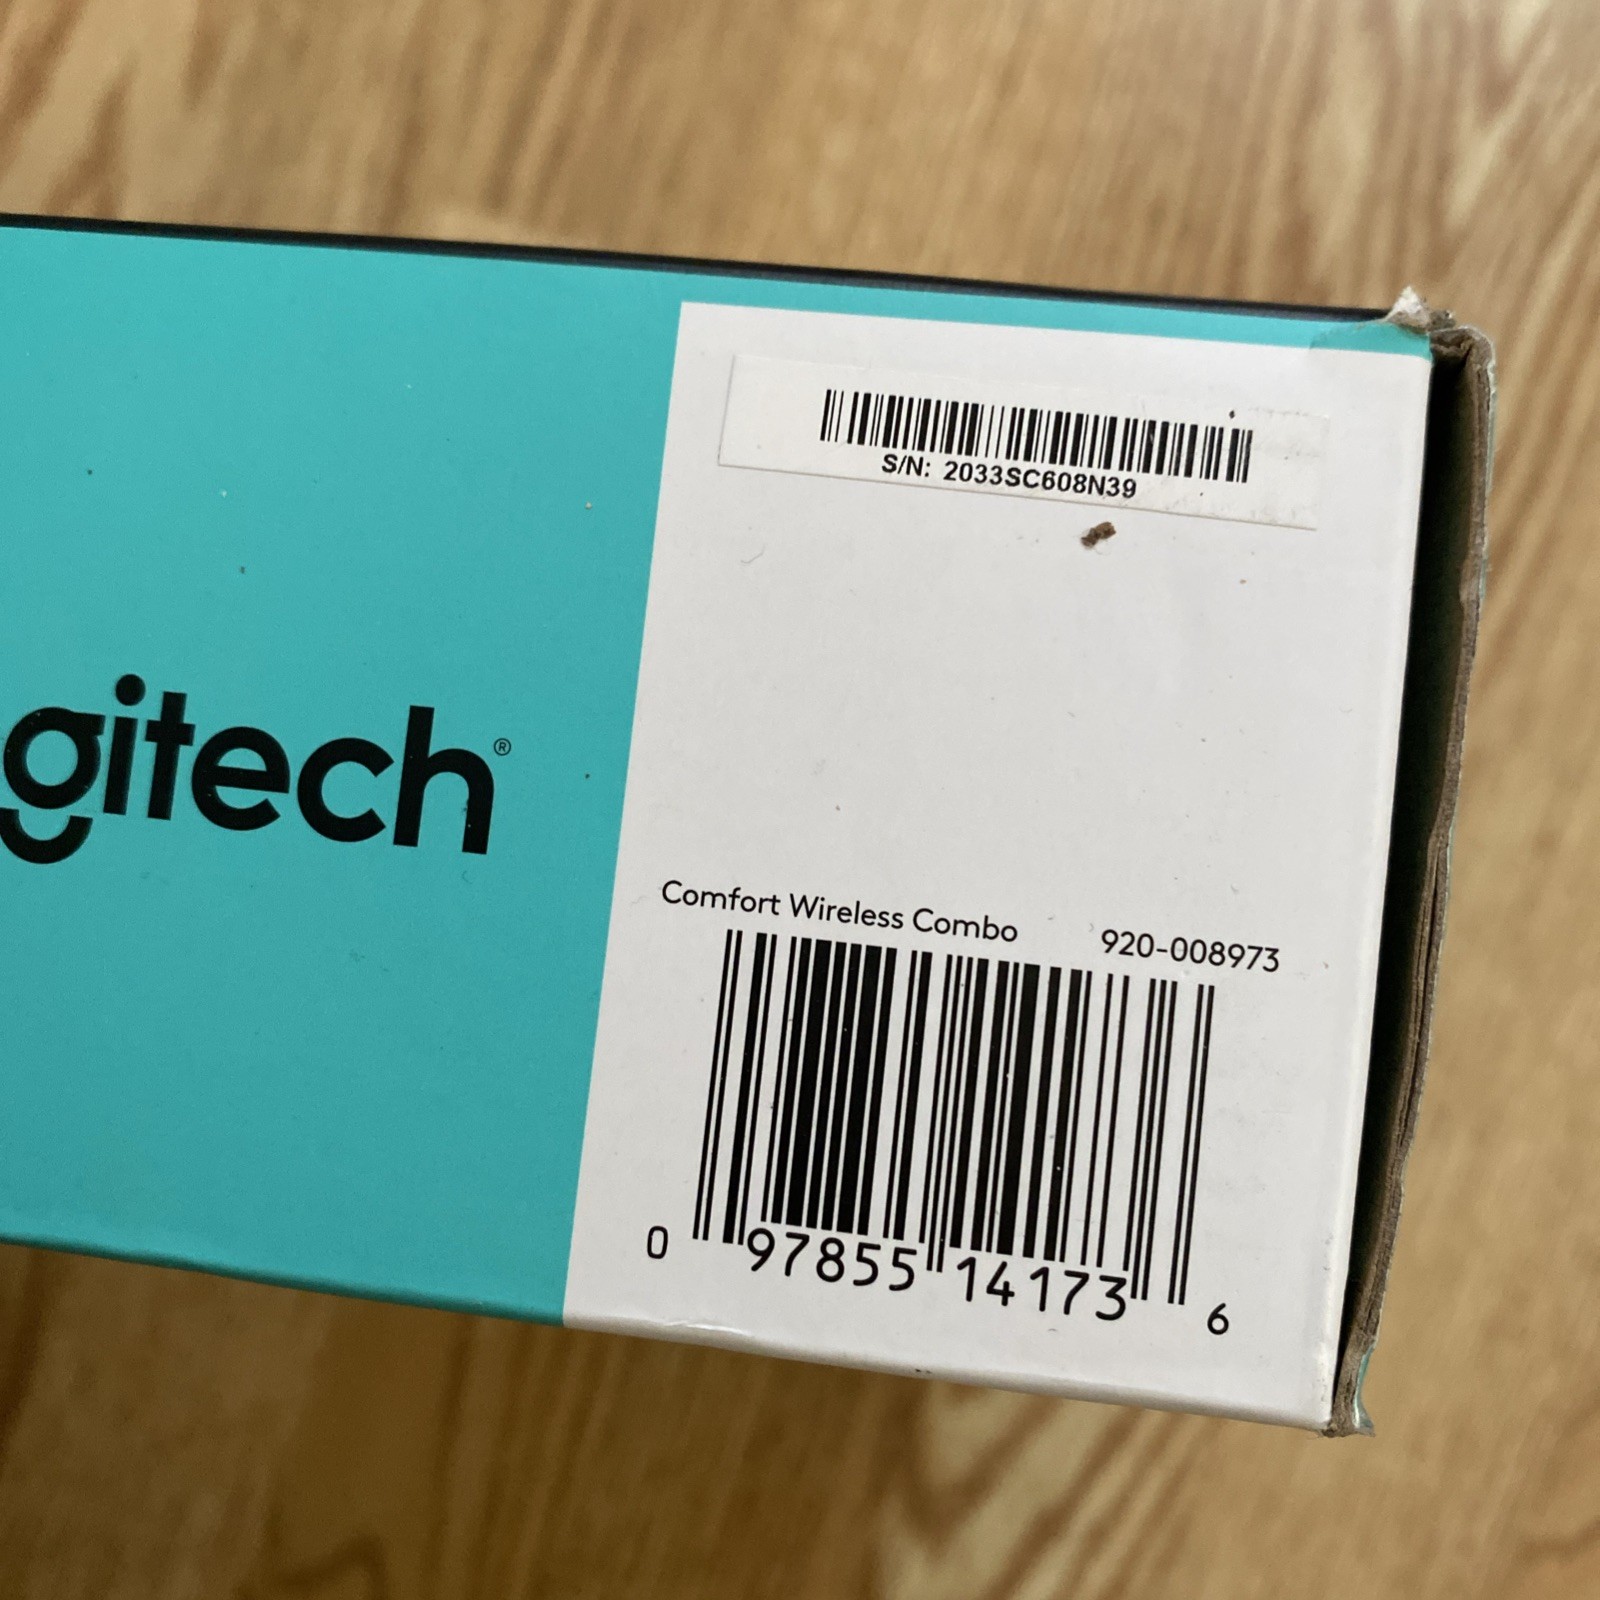 S/N: 2033SC608N39
gitech®
Comfort Wireless Combo 920-008973
0 97855 14173 6